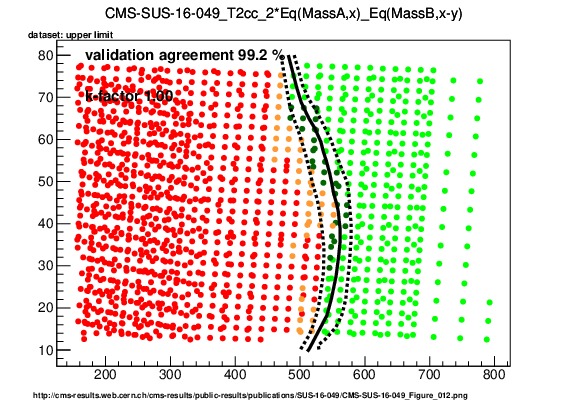 CMS-SUS-16-049_T2cc_2*Eq(MassA,x)_Eq(MassB,x-y)
dataset: upper limit
validation agreement 99.2 %
k-factor 1.00
80
70
60
50
40
30
20
10
200 300 400 500 600 700 800
http://cms-results.web.cern.ch/cms-results/public-results/publications/SUS-16-049/CMS-SUS-16-049_Figure_012.png